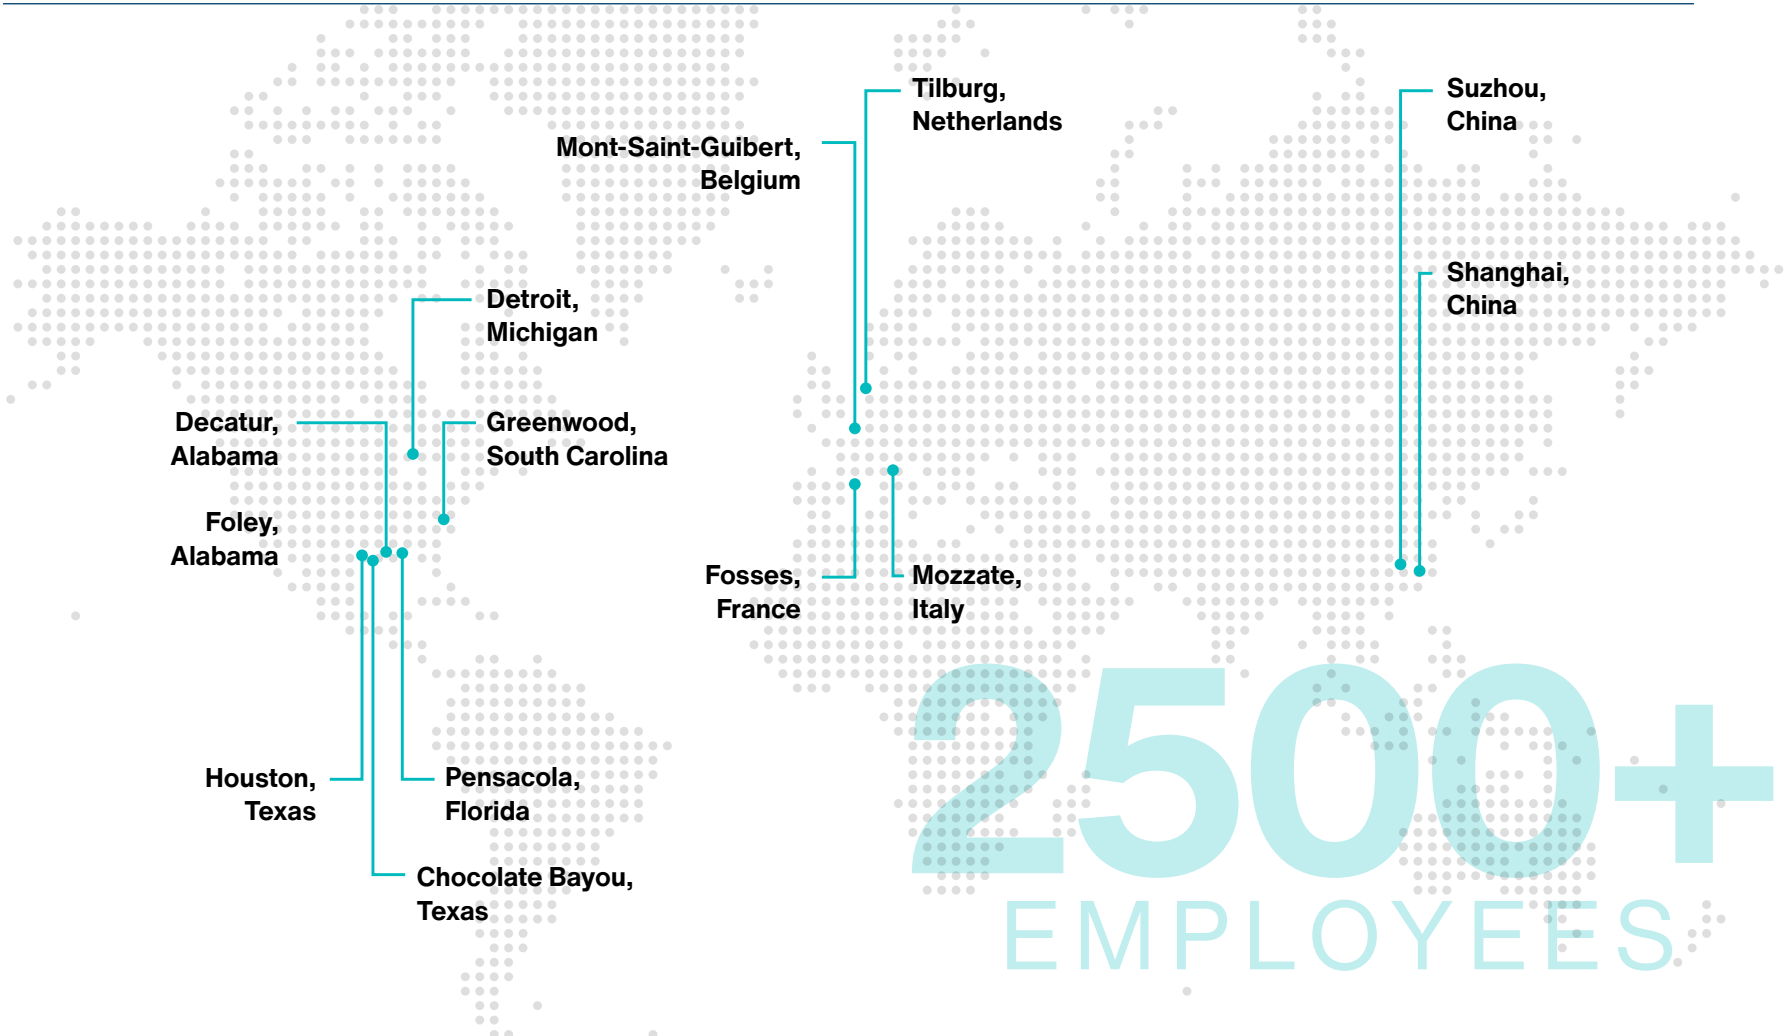 Tilburg,
Netherlands
Suzhou,
China
Mont-Saint-Guibert,
Belgium
Shanghai,
China
Detroit,
Michigan
Decatur,
Alabama
Greenwood,
South Carolina
Foley,
Alabama
Fosses,
France
Mozzate,
Italy
Houston,
Texas
Pensacola,
Florida
Chocolate Bayou,
Texas
2500+
EMPLOYEES